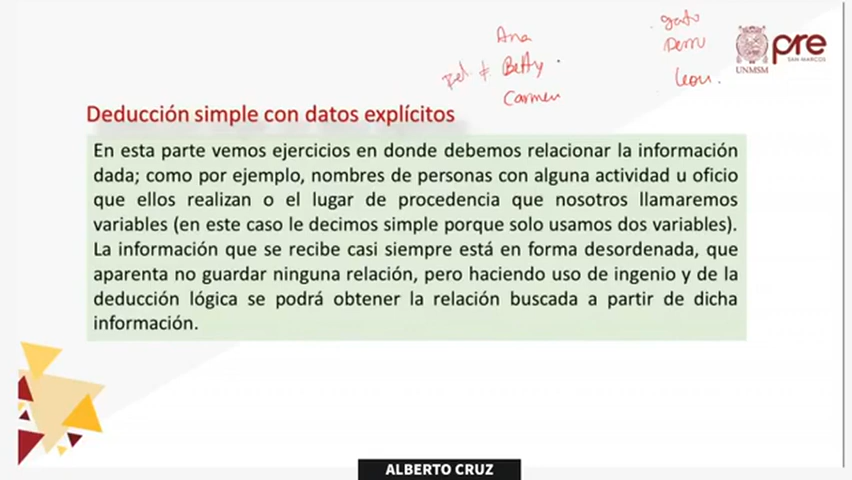 Ana
gato
Betty
Carmen
León.
pre
SAN MARCOS
UNMSM
Deducción simple con datos explícitos
En esta parte vemos ejercicios en donde debemos relacionar la información
dada; como por ejemplo, nombres de personas con alguna actividad u oficio
que ellos realizan o el lugar de procedencia que nosotros llamaremos
variables (en este caso le decimos simple porque solo usamos dos variables).
La información que se recibe casi siempre está en forma desordenada, que
aparenta no guardar ninguna relación, pero haciendo uso de ingenio y de la
deducción lógica se podrá obtener la relación buscada a partir de dicha
información.
ALBERTO CRUZ